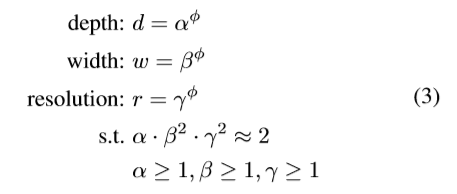 depth: d = α^ϕ
width: w = β^ϕ
resolution: r = γ^ϕ (3)
s.t. α · β² · γ² ≈ 2
α ≥ 1, β ≥ 1, γ ≥ 1